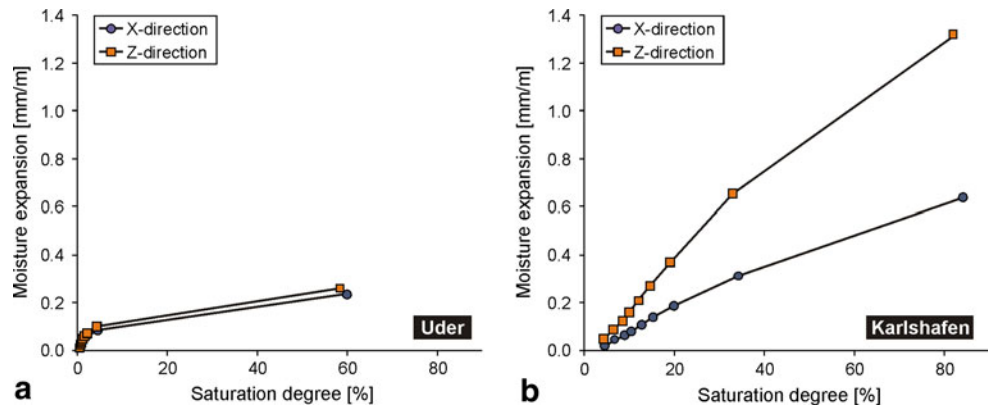 1.4
1.2
1.0
0.8
0.6
0.4
0.2
0.0
Moisture expansion [mm/m]
X-direction
Z-direction
Uder
0 20 40 60 80
Saturation degree [%]
a
1.4
1.2
1.0
0.8
0.6
0.4
0.2
0.0
Moisture expansion [mm/m]
X-direction
Z-direction
Karlshafen
0 20 40 60 80
Saturation degree [%]
b